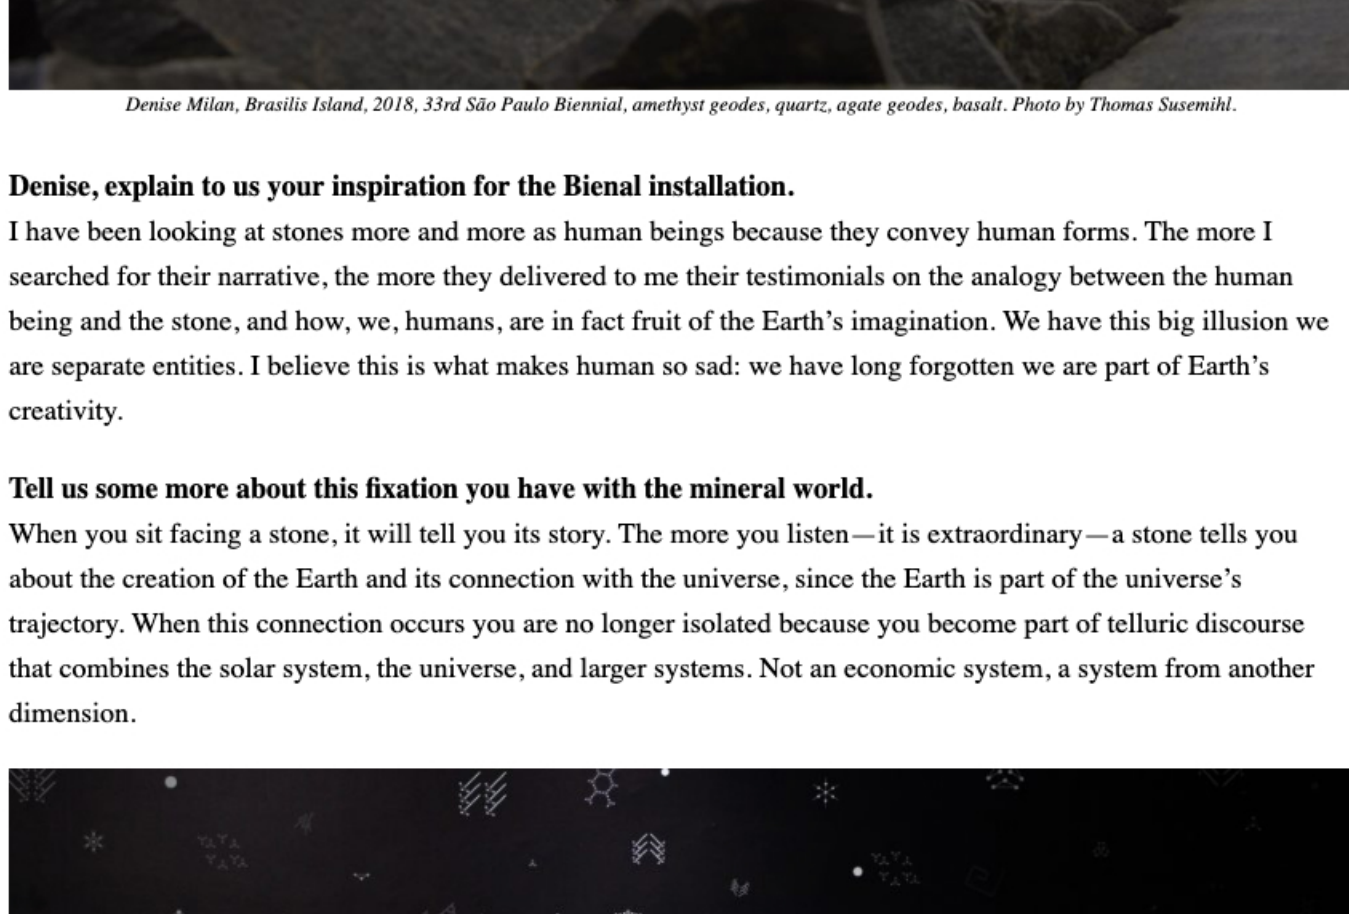 Denise Milan, Brasilis Island, 2018, 33rd São Paulo Biennial, amethyst geodes, quartz, agate geodes, basalt. Photo by Thomas Susemihl.
Denise, explain to us your inspiration for the Bienal installation.
I have been looking at stones more and more as human beings because they convey human forms. The more I
searched for their narrative, the more they delivered to me their testimonials on the analogy between the human
being and the stone, and how, we, humans, are in fact fruit of the Earth’s imagination. We have this big illusion we
are separate entities. I believe this is what makes human so sad: we have long forgotten we are part of Earth’s
creativity.
Tell us some more about this fixation you have with the mineral world.
When you sit facing a stone, it will tell you its story. The more you listen—it is extraordinary—a stone tells you
about the creation of the Earth and its connection with the universe, since the Earth is part of the universe’s
trajectory. When this connection occurs you are no longer isolated because you become part of telluric discourse
that combines the solar system, the universe, and larger systems. Not an economic system, a system from another
dimension.